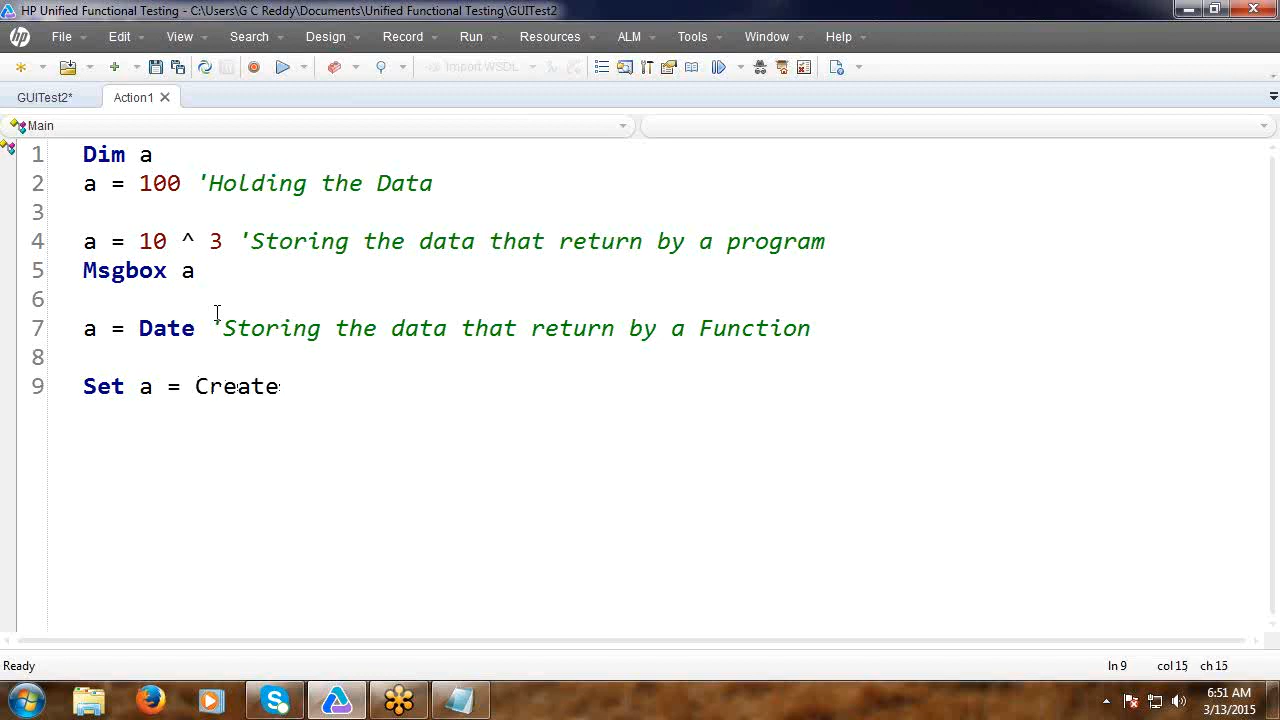 HP Unified Functional Testing - C:\Users\G C Reddy\Documents\Unified Functional Testing\GUITest2
hp File Edit View Search Design Record Run Resources ALM Tools Window Help
Import WSDL
GUITest2* Action1
Main
1 Dim a
2 a = 100 'Holding the Data
3
4 a = 10 ^ 3 'Storing the data that return by a program
5 Msgbox a
6
7 a = Date 'Storing the data that return by a Function
8
9 Set a = Create
Ready ln 9 col 15 ch 15
6:51 AM
3/13/2015